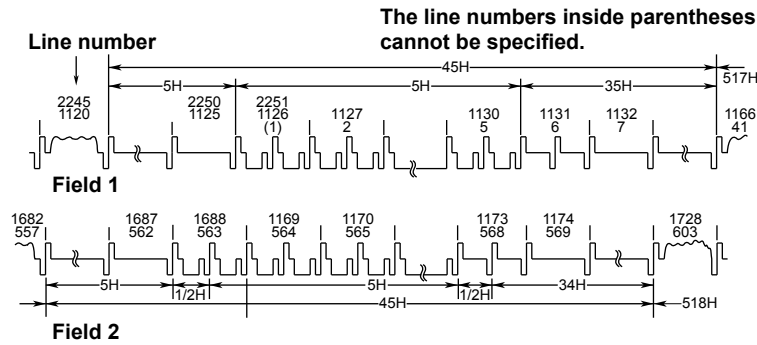 The line numbers inside parentheses
cannot be specified.
Line number
45H
517H
5H 5H 35H
2245 2250 2251 1127 1130 1131 1132 1166
1120 1125 1126 2 5 6 7 41
(1)
Field 1
1682 1687 1688 1169 1170 1173 1174 1728
557 562 563 564 565 568 569 603
5H 5H 34H
1/2H 1/2H
45H 518H
Field 2